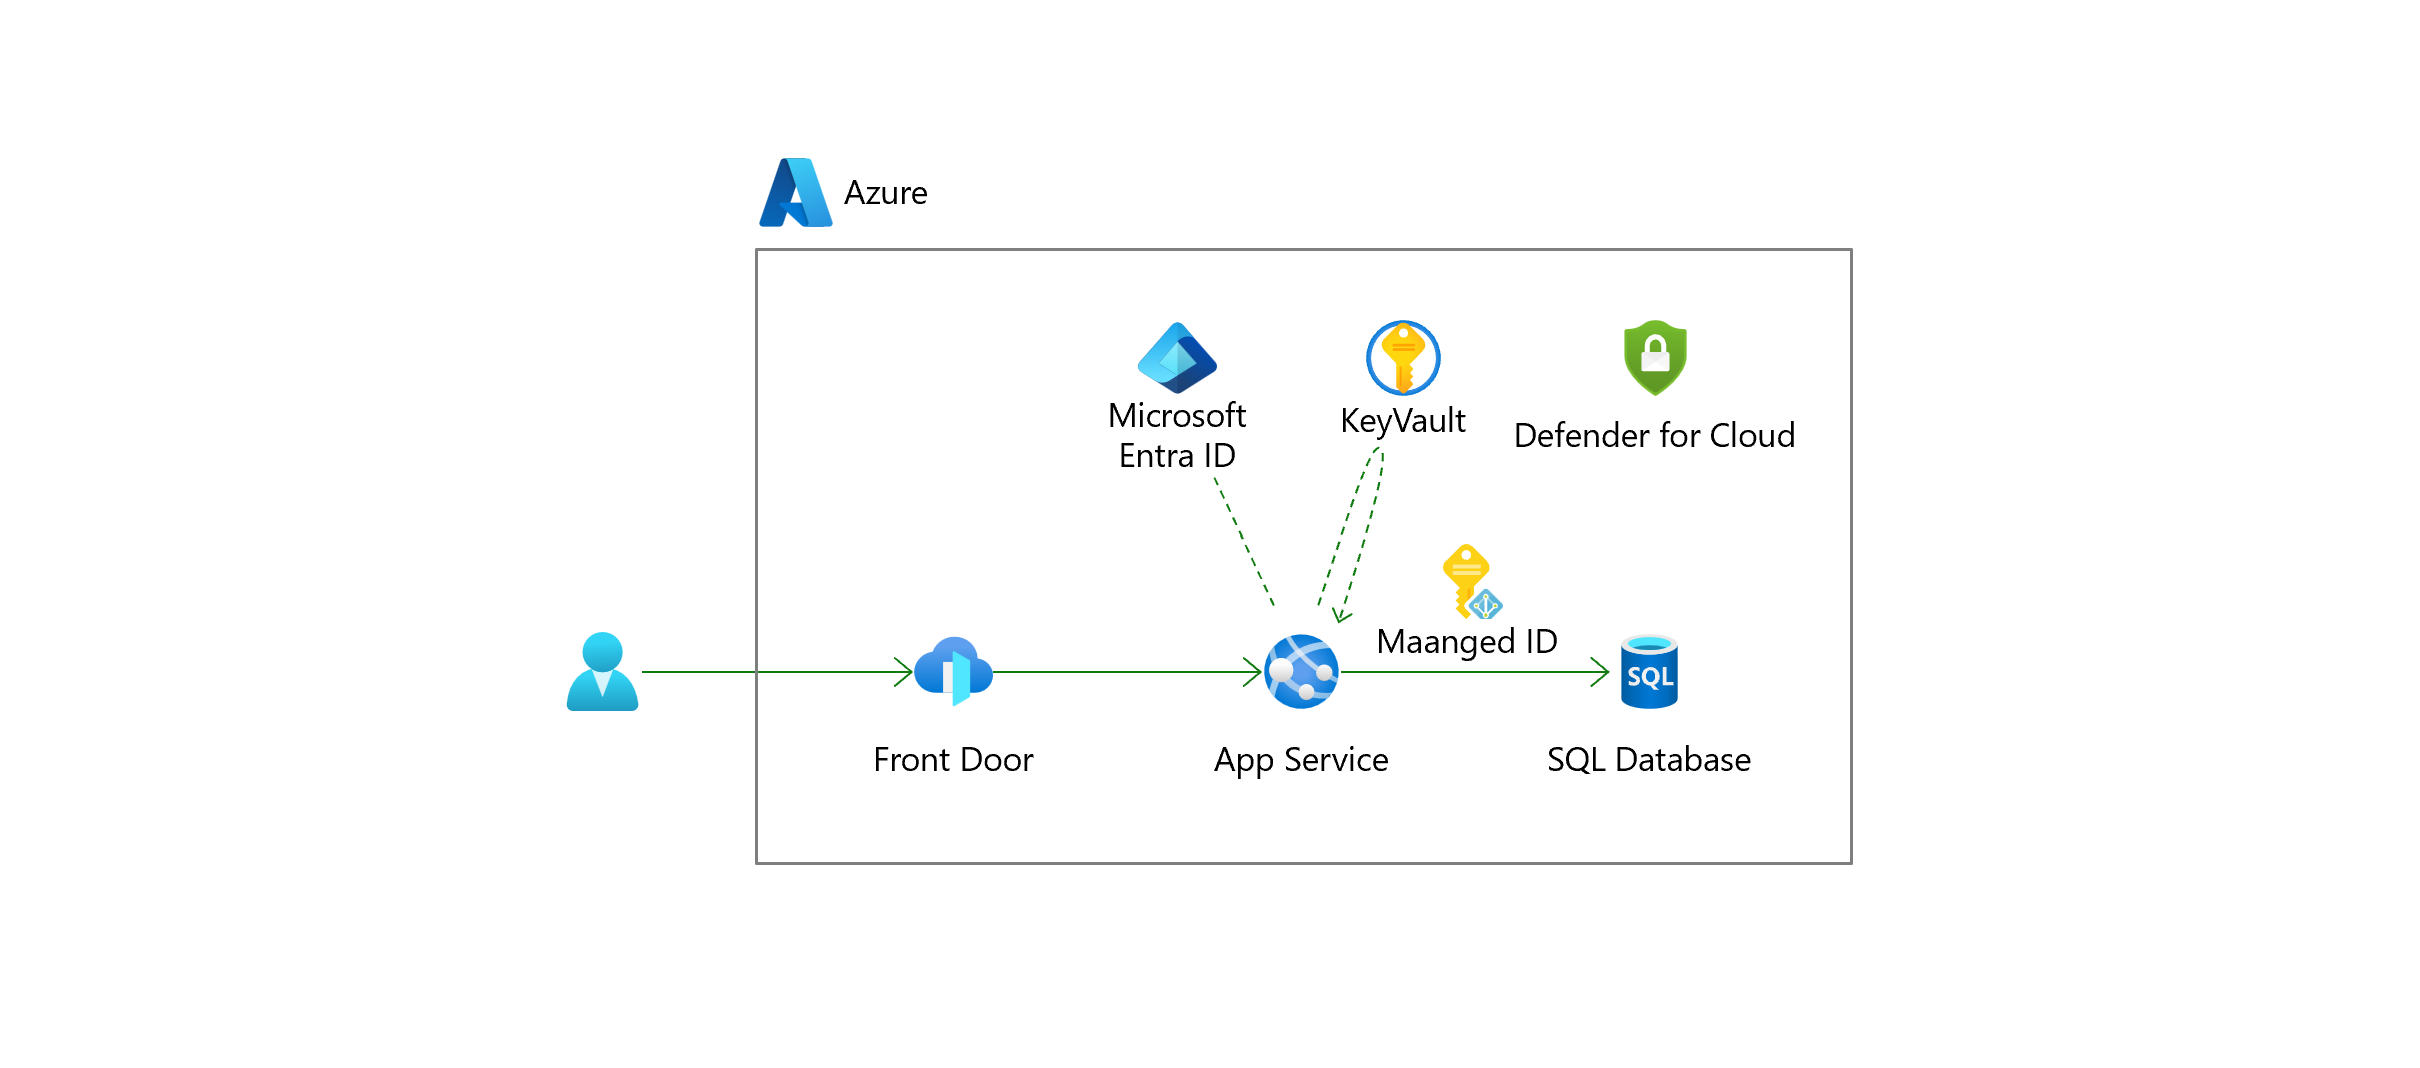 Azure
Microsoft
Entra ID
KeyVault
Defender for Cloud
Maanged ID
SQL
Front Door
App Service
SQL Database